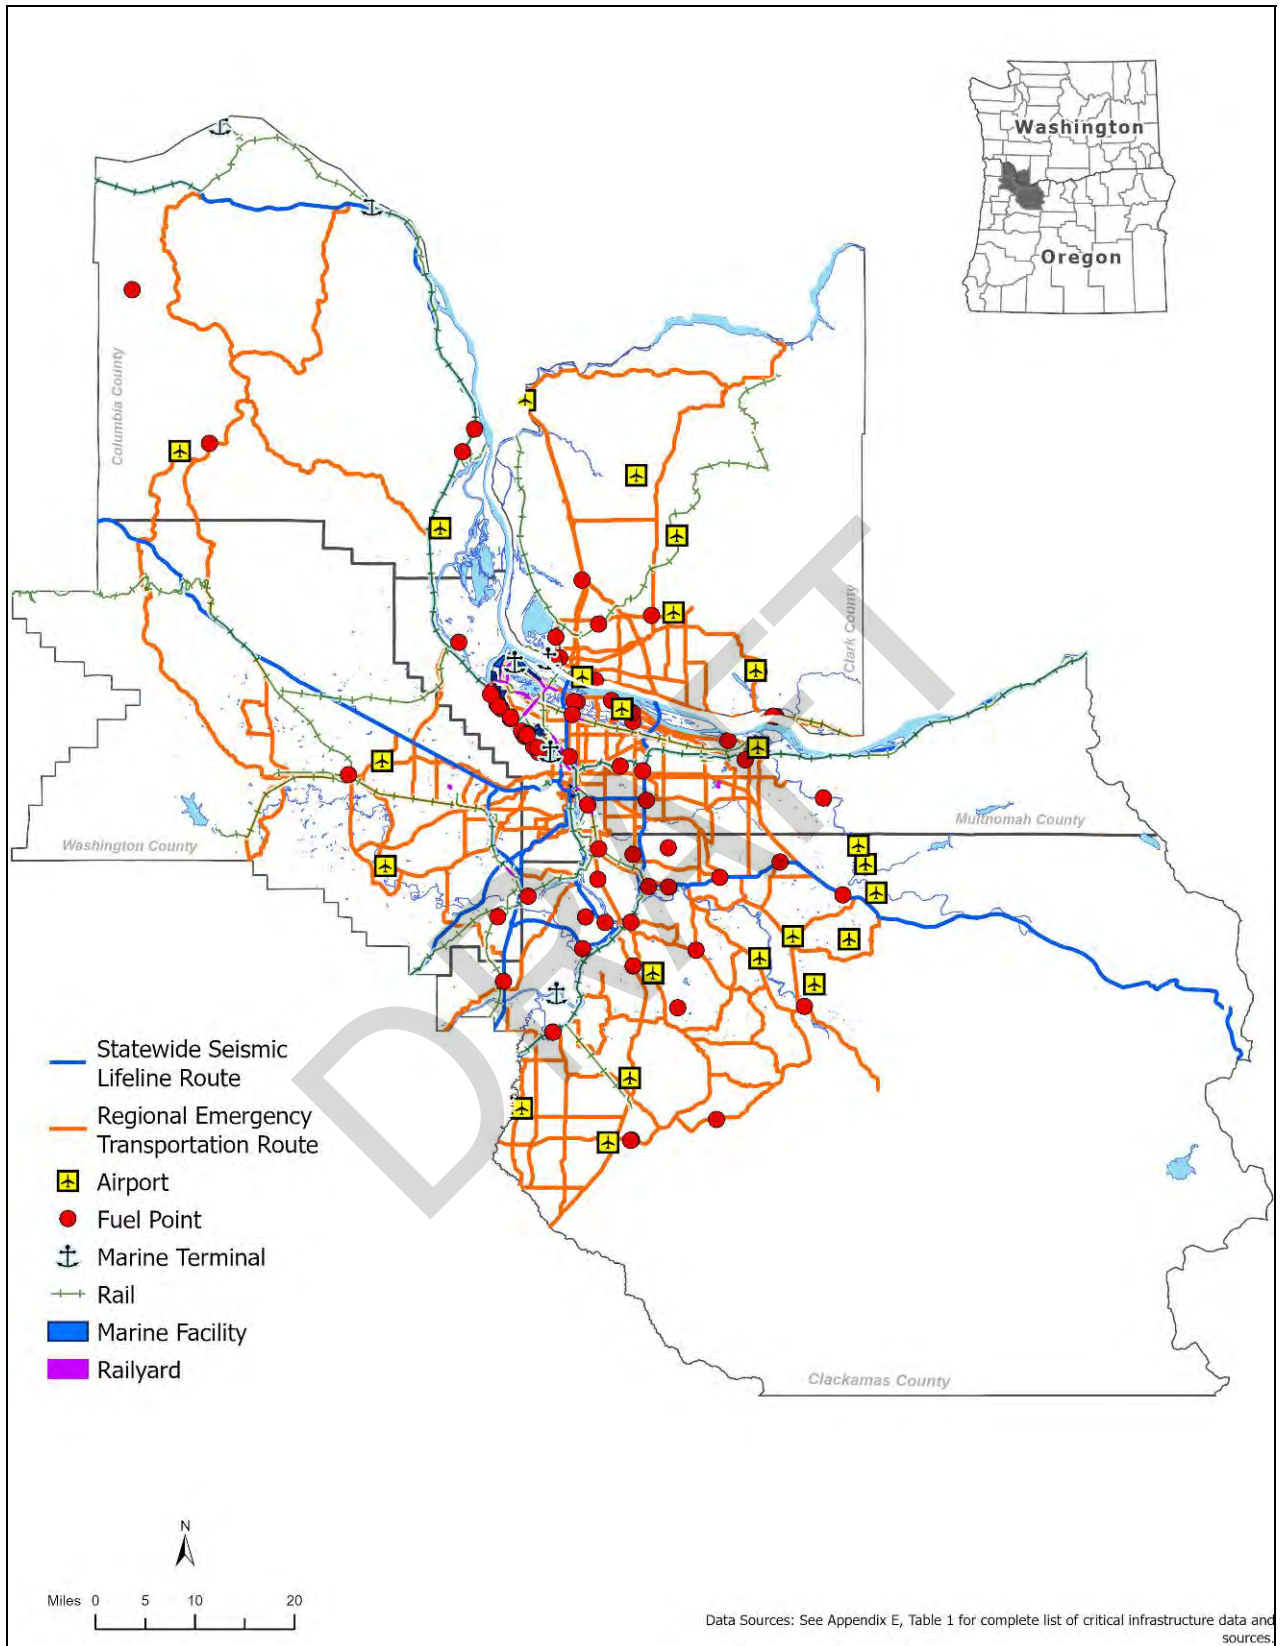 Washington
Oregon
Columbia County
Clark County
Multnomah County
Washington County
DRAFT
Statewide Seismic
Lifeline Route
Regional Emergency
Transportation Route
Airport
Fuel Point
Marine Terminal
Rail
Marine Facility
Railyard
Clackamas County
N
Miles 0 5 10 20
Data Sources: See Appendix E, Table 1 for complete list of critical infrastructure data and
sources.